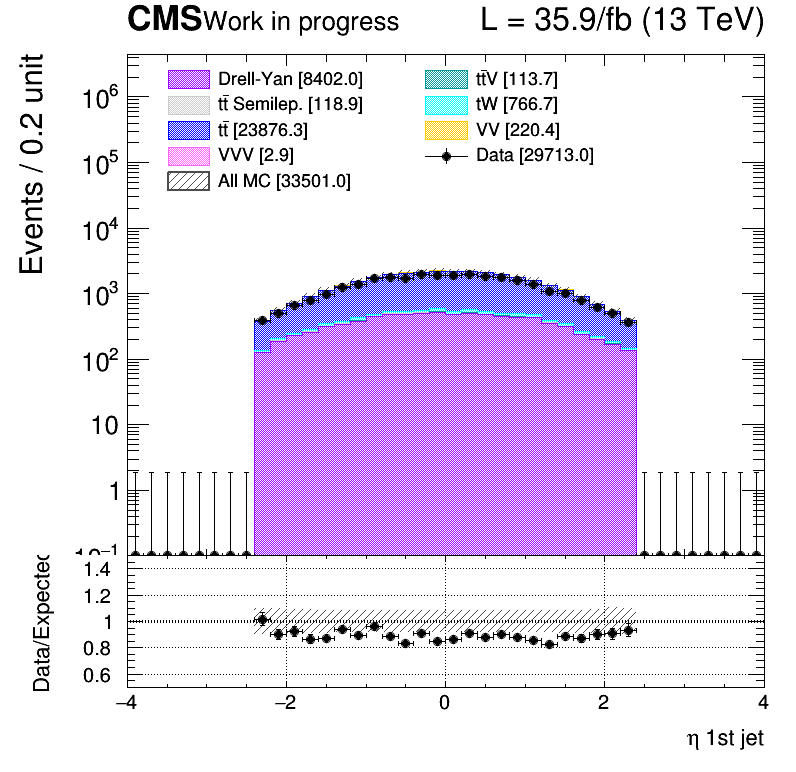 CMS Work in progress L = 35.9/fb (13 TeV)
Events / 0.2 unit
Drell-Yan [8402.0]
tt̄ Semilep. [118.9]
tt̄ [23876.3]
VVV [2.9]
All MC [33501.0]
tt̄V [113.7]
tW [766.7]
VV [220.4]
Data [29713.0]
10⁶
10⁵
10⁴
10³
10²
10
1
10⁻¹
Data/Expected
1.4
1.2
1
0.8
0.6
−4 −2 0 2 4
η 1st jet